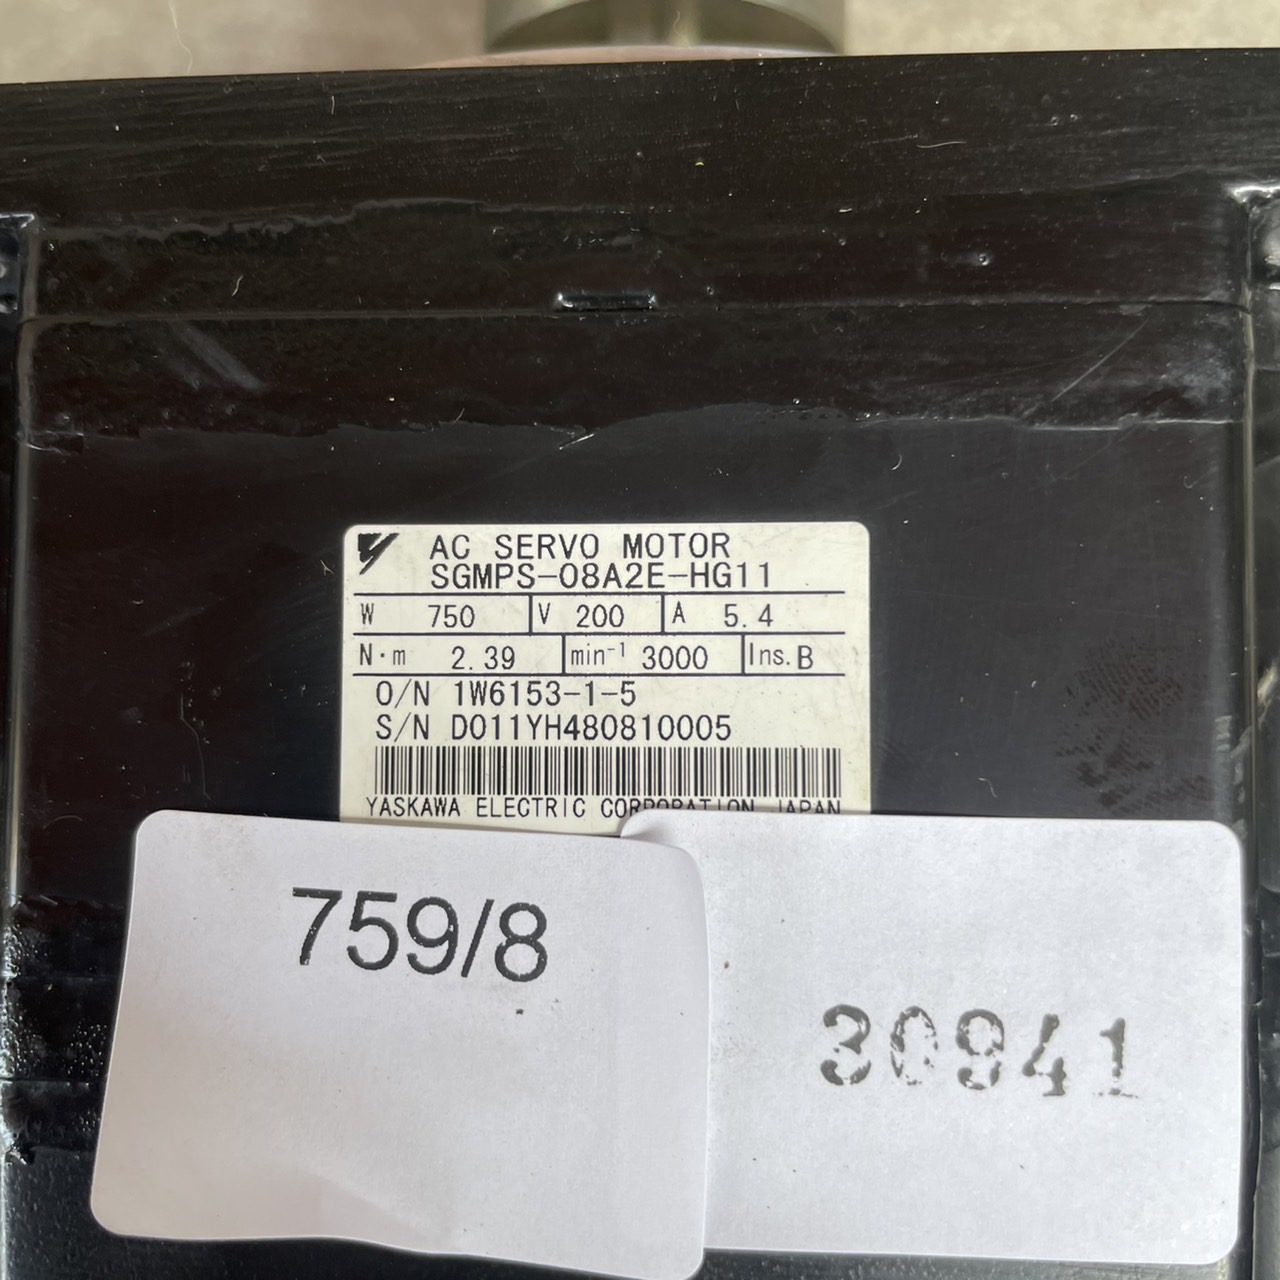 AC SERVO MOTOR
SGMPS-08A2E-HG11
W 750 V 200 A 5.4
N·m 2.39 min⁻¹ 3000 Ins. B
O/N 1W6153-1-5
S/N D011YH480810005
YASKAWA ELECTRIC CORPORATION JAPAN
759/8
30941